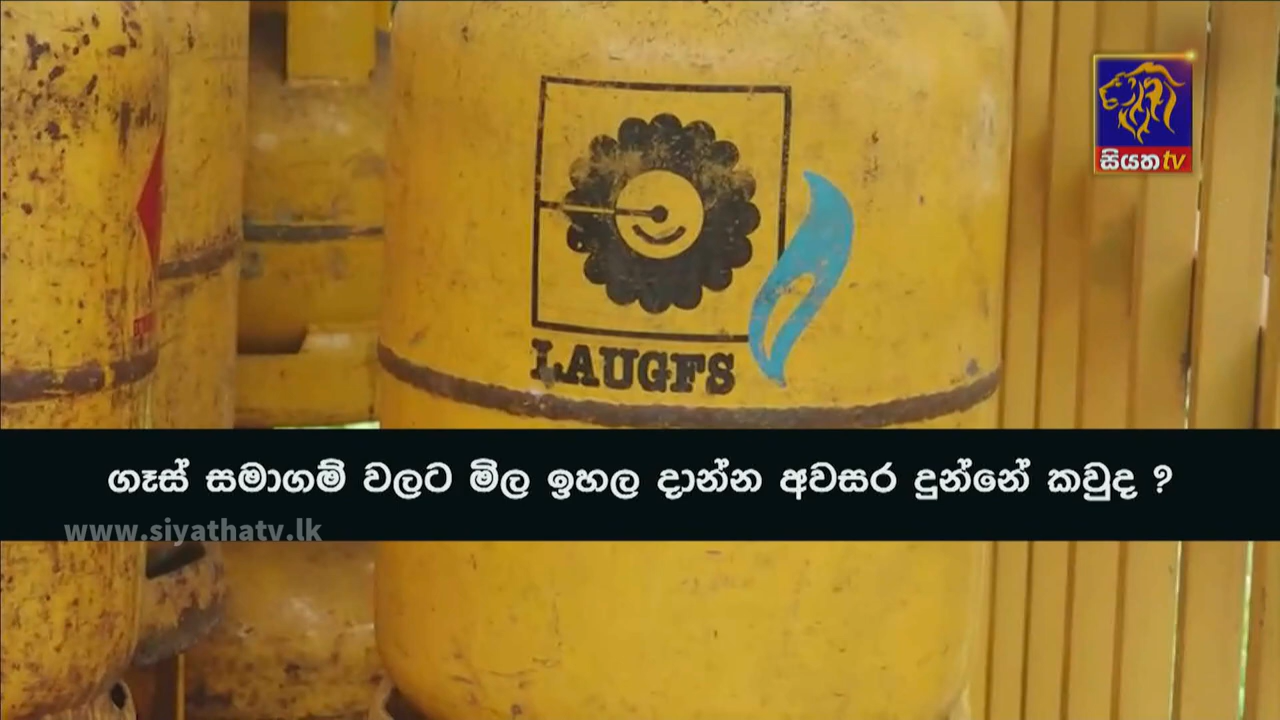 සියත tv
LAUGFS
ගෑස් සමාගම් වලට මිල ඉහල දාන්න අවසර දුන්නේ කවුද ?
www.siyathatv.lk